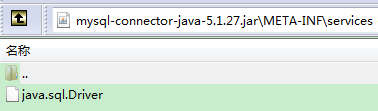 mysql-connector-java-5.1.27.jar\META-INF\services
名称
..
java.sql.Driver